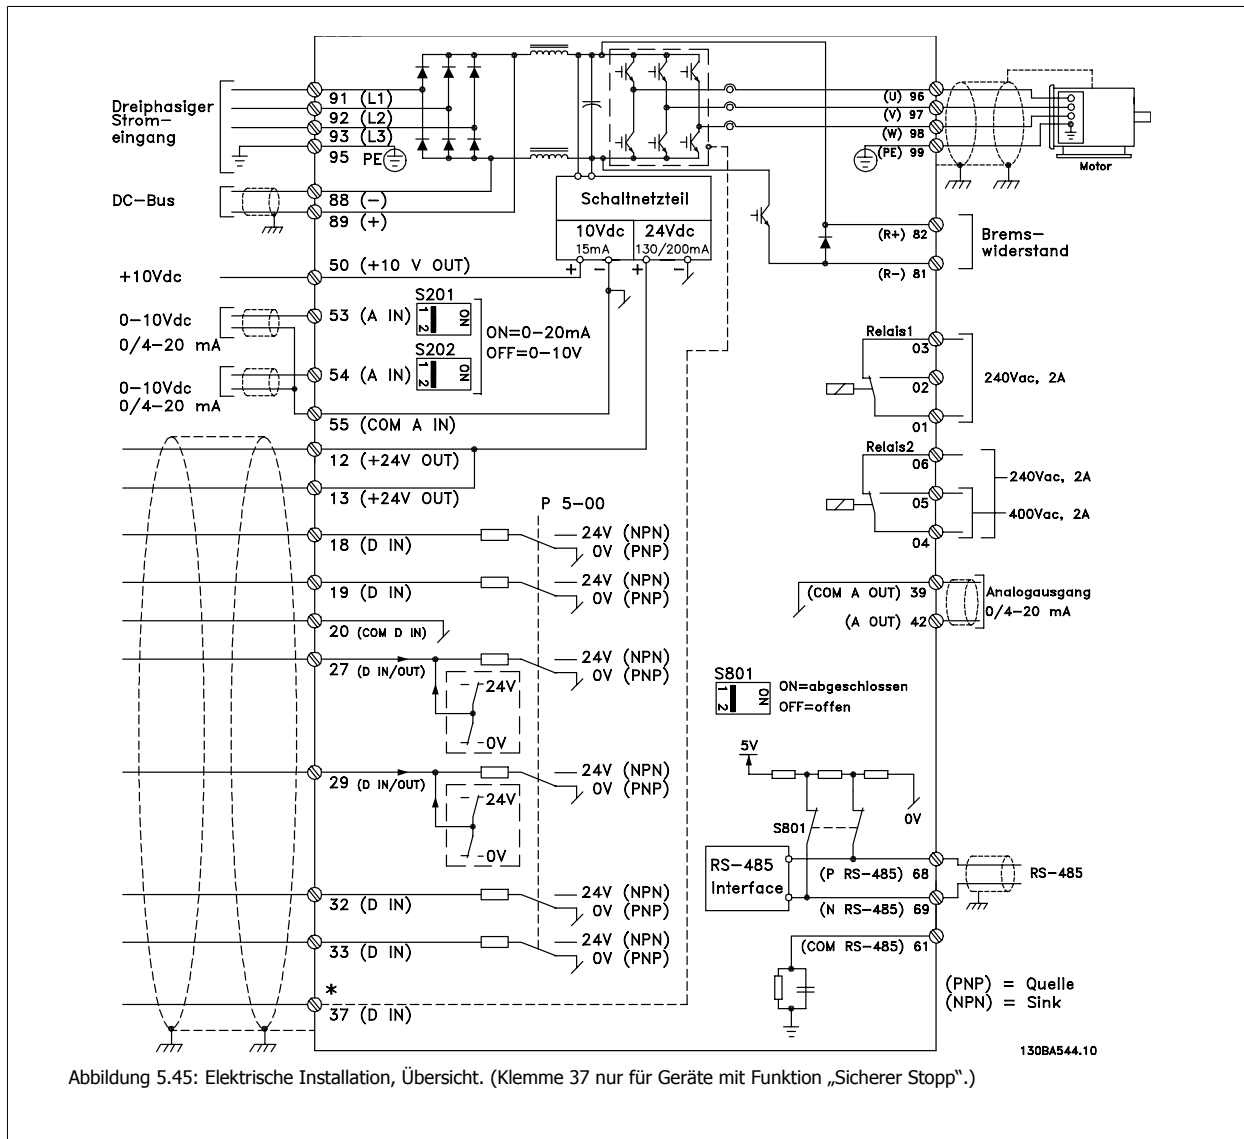 Dreiphasiger
Strom-
eingang
91 (L1)
92 (L2)
93 (L3)
95 PE
DC-Bus
88 (-)
89 (+)
+10Vdc
50 (+10 V OUT)
0-10Vdc
0/4-20 mA
53 (A IN)
S201
1 2
ON
ON=0-20mA
OFF=0-10V
0-10Vdc
0/4-20 mA
54 (A IN)
S202
1 2
ON
55 (COM A IN)
12 (+24V OUT)
13 (+24V OUT)
P 5-00
18 (D IN)
24V (NPN)
0V (PNP)
19 (D IN)
24V (NPN)
0V (PNP)
20 (COM D IN)
27 (D IN/OUT)
24V (NPN)
0V (PNP)
24V
0V
29 (D IN/OUT)
24V (NPN)
0V (PNP)
24V
0V
32 (D IN)
24V (NPN)
0V (PNP)
33 (D IN)
24V (NPN)
0V (PNP)
*
37 (D IN)
Schaltnetzteil
10Vdc
15mA
24Vdc
130/200mA
+ - + -
(U) 96
(V) 97
(W) 98
(PE) 99
Motor
(R+) 82
(R-) 81
Brems-
widerstand
Relais1
03
02
01
240Vac, 2A
Relais2
06
05
04
240Vac, 2A
400Vac, 2A
(COM A OUT) 39
(A OUT) 42
Analogausgang
0/4-20 mA
S801
1 2
ON
ON=abgeschlossen
OFF=offen
5V
0V
S801
RS-485
Interface
(P RS-485) 68
(N RS-485) 69
RS-485
(COM RS-485) 61
(PNP) = Quelle
(NPN) = Sink
130BA544.10
Abbildung 5.45: Elektrische Installation, Übersicht. (Klemme 37 nur für Geräte mit Funktion „Sicherer Stopp“.)